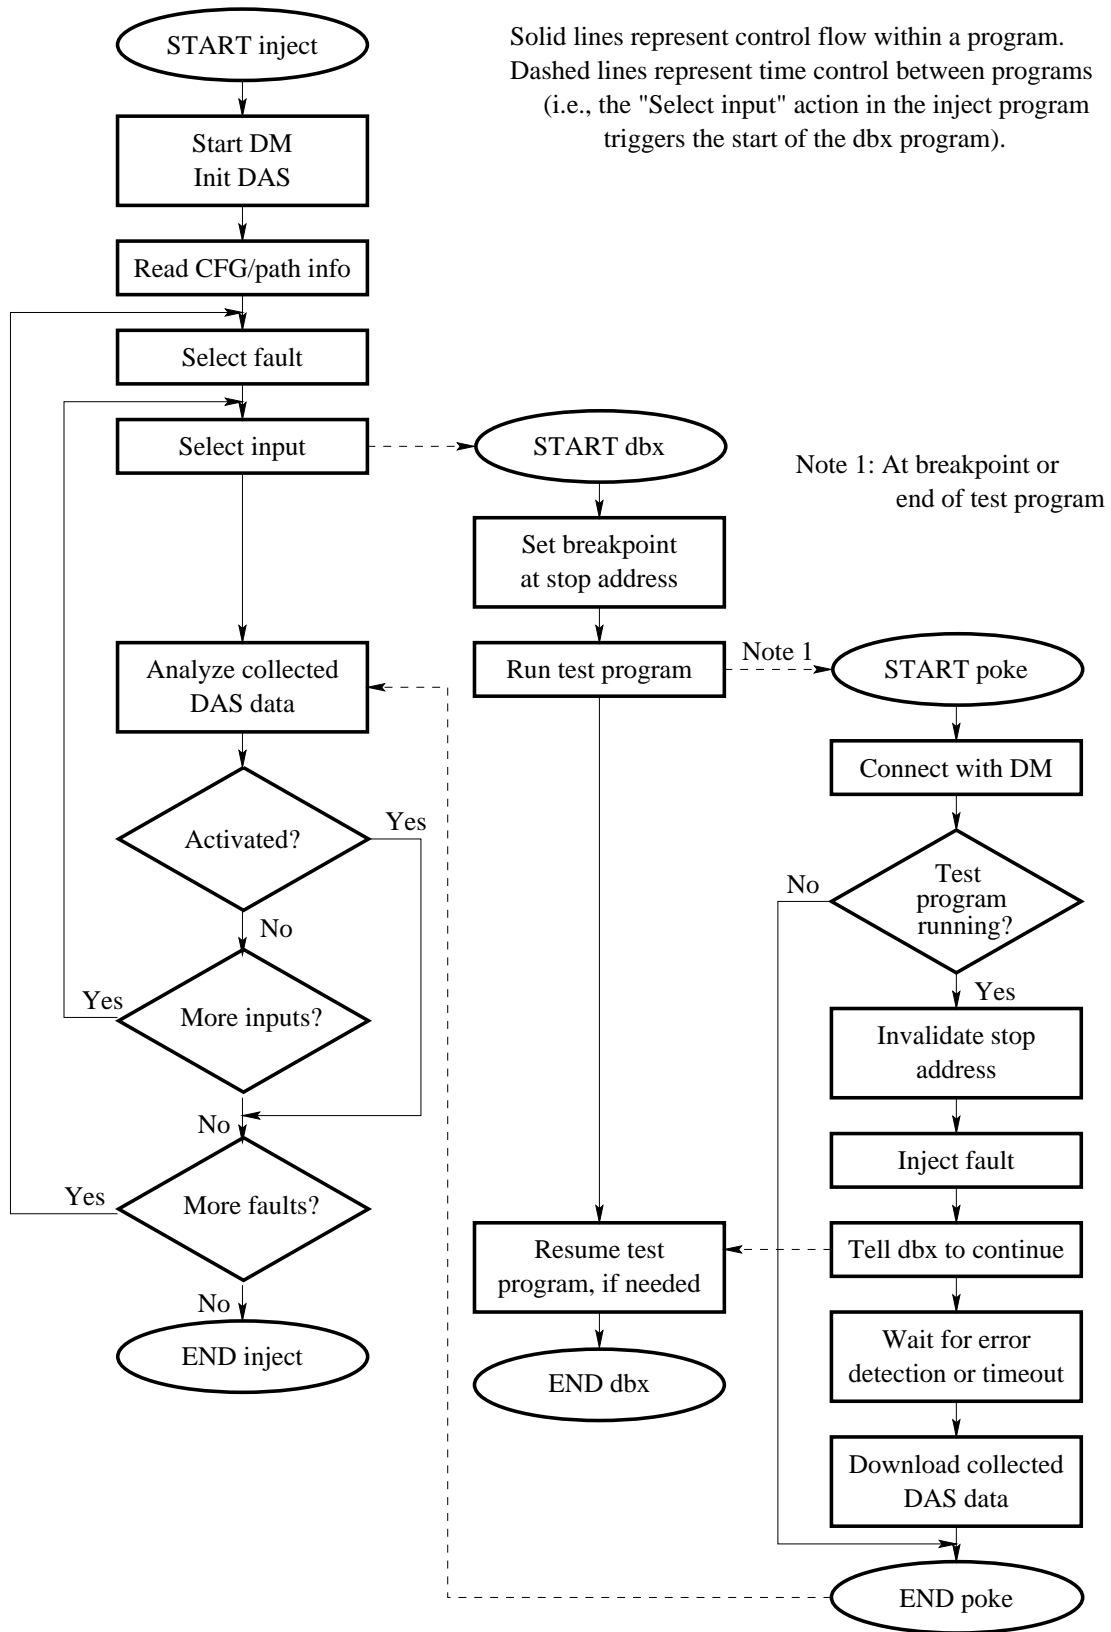 START inject
Solid lines represent control flow within a program.
Dashed lines represent time control between programs
(i.e., the "Select input" action in the inject program
triggers the start of the dbx program).
Start DM
Init DAS
Read CFG/path info
Select fault
Select input
START dbx
Note 1: At breakpoint or
end of test program
Set breakpoint
at stop address
Analyze collected
DAS data
Run test program
Note 1
START poke
Connect with DM
Activated?
Yes
No
Test
program
running?
No
Yes
More inputs?
Yes
No
Invalidate stop
address
Inject fault
More faults?
Yes
No
Resume test
program, if needed
Tell dbx to continue
END inject
END dbx
Wait for error
detection or timeout
Download collected
DAS data
END poke